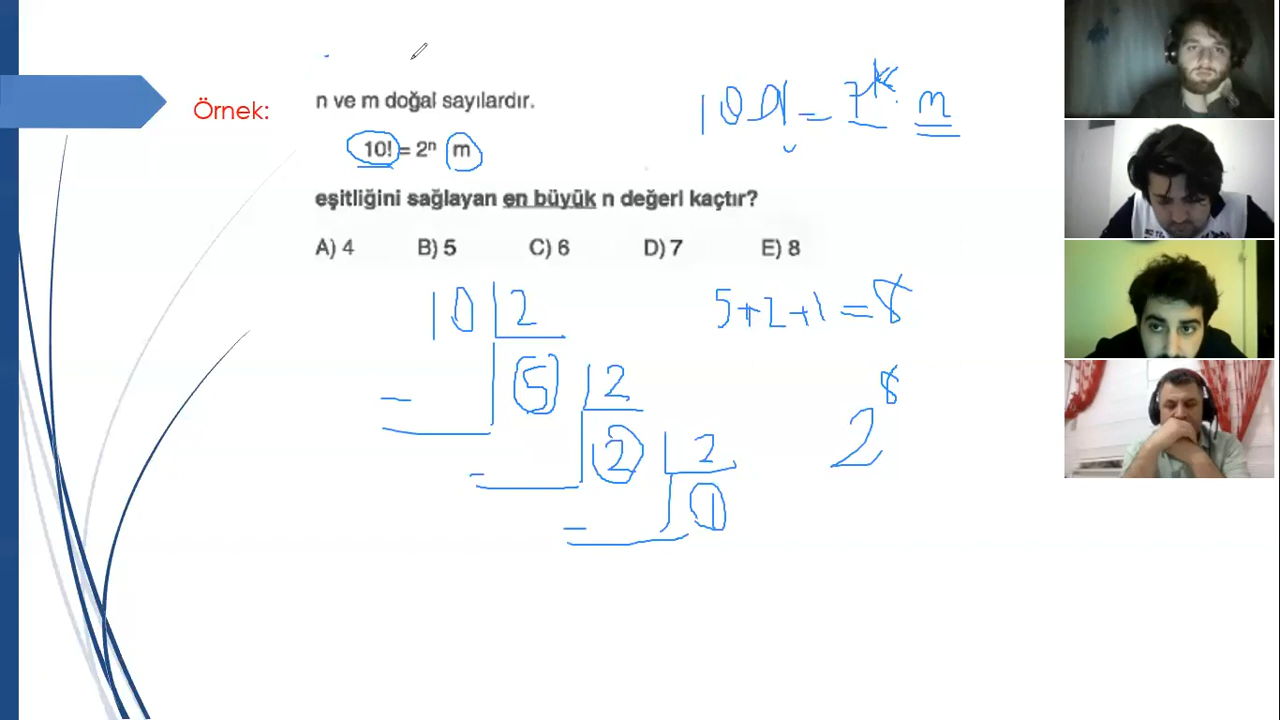 Örnek:
n ve m doğal sayılardır.
10! = 2ⁿ m
eşitliğini sağlayan en büyük n değeri kaçtır?
A) 4 B) 5 C) 6 D) 7 E) 8
10 2
5 2
2 2
1
5+2+1=8
2⁸